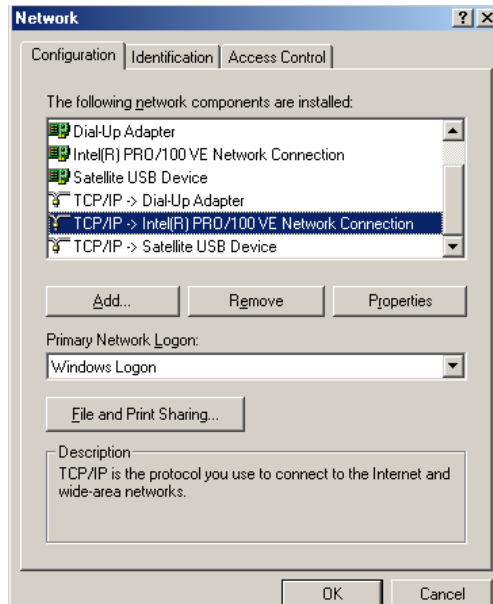 Network
Configuration Identification Access Control
The following network components are installed:
Dial-Up Adapter
Intel(R) PRO/100 VE Network Connection
Satellite USB Device
TCP/IP -> Dial-Up Adapter
TCP/IP -> Intel(R) PRO/100 VE Network Connection
TCP/IP -> Satellite USB Device
Add... Remove Properties
Primary Network Logon:
Windows Logon
File and Print Sharing...
Description
TCP/IP is the protocol you use to connect to the Internet and
wide-area networks.
OK Cancel